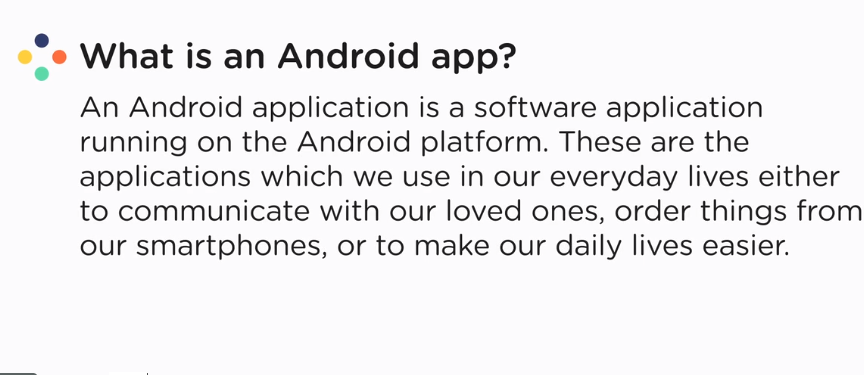 What is an Android app?
An Android application is a software application
running on the Android platform. These are the
applications which we use in our everyday lives either
to communicate with our loved ones, order things from
our smartphones, or to make our daily lives easier.